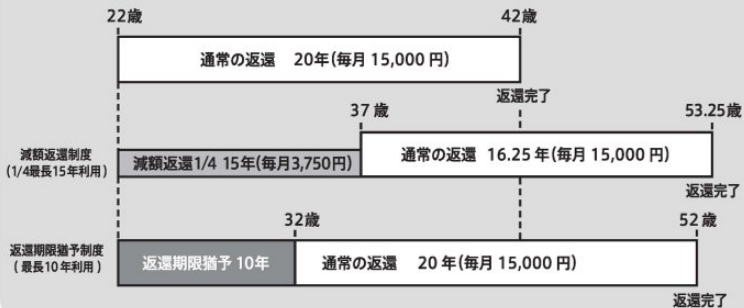 22歳
42歳
通常の返還 20年(毎月 15,000 円)
返還完了
37 歳
53.25歳
減額返還制度
(1/4最長15年利用)
減額返還1/4 15年(毎月3,750円)
通常の返還 16.25 年(毎月 15,000 円)
返還完了
32歳
52 歳
返還期限猶予制度
( 最長10年利用 )
返還期限猶予 10年
通常の返還 20 年(毎月 15,000 円)
返還完了